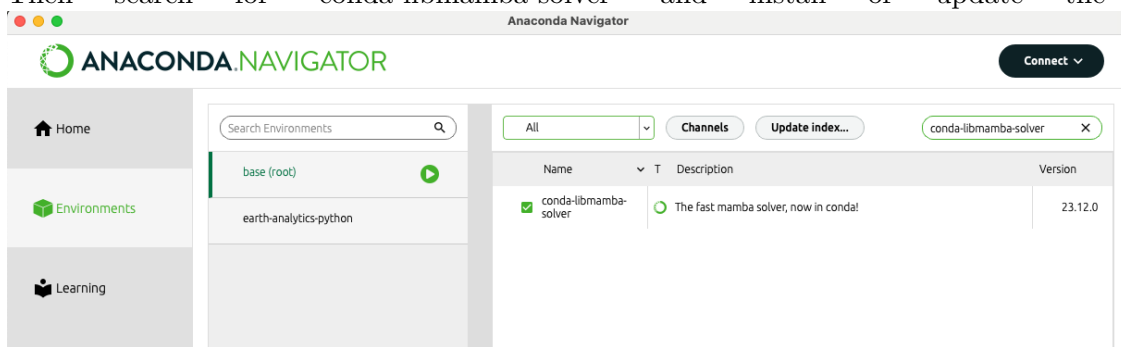 Then search for conda-libmamba-solver and install or update the
Anaconda Navigator
ANACONDA.NAVIGATOR
Connect
Home
Search Environments
All
Channels
Update index...
conda-libmamba-solver X
base (root)
Name T Description Version
Environments
earth-analytics-python
conda-libmamba-
solver
The fast mamba solver, now in conda!
23.12.0
Learning